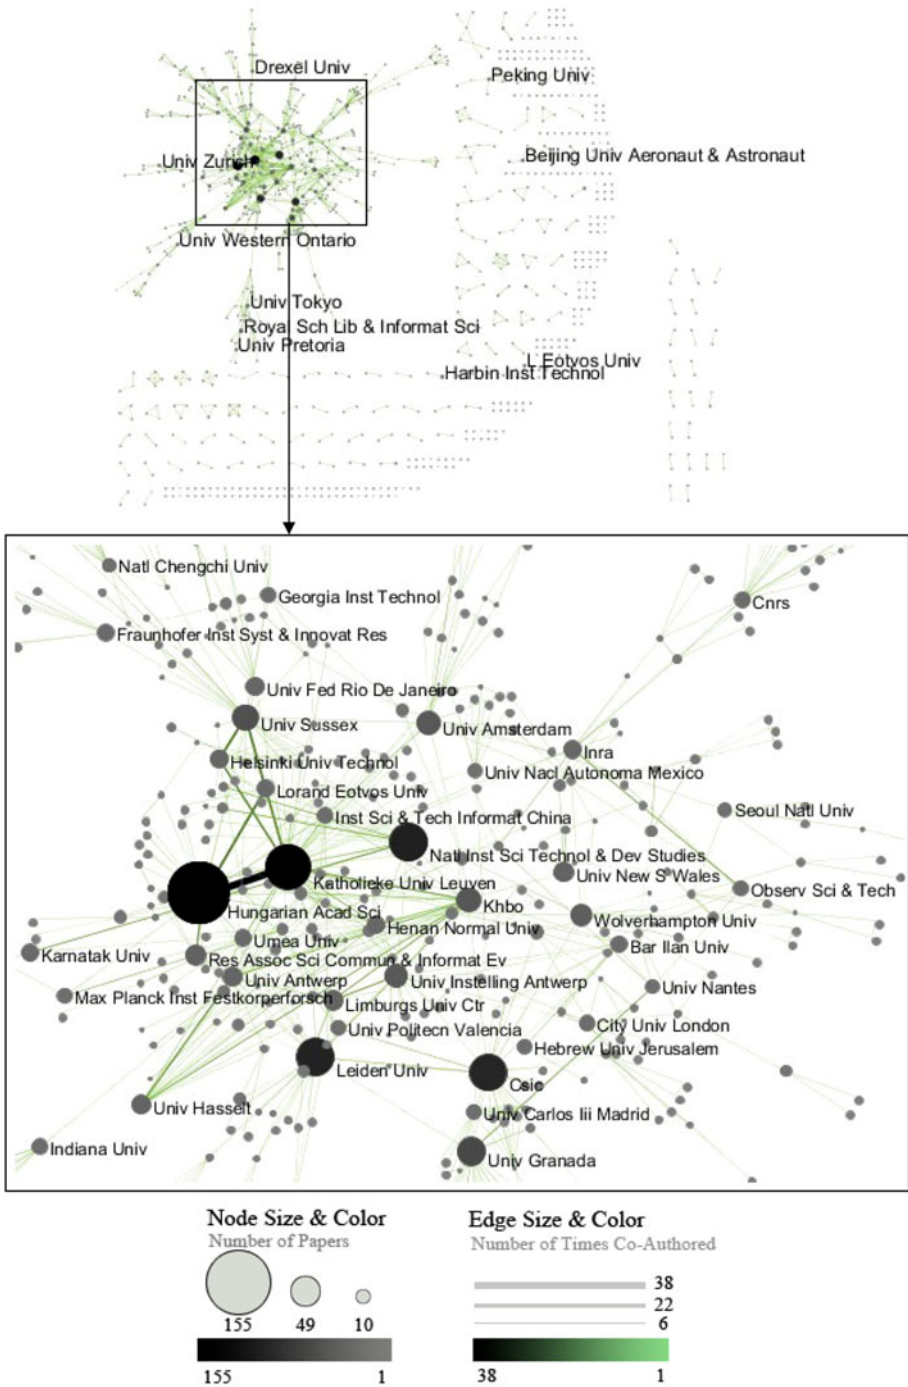 Drexel Univ
Peking Univ
Univ Zurich
Beijing Univ Aeronaut & Astronaut
Univ Western Ontario
Univ Tokyo
Royal Sch Lib & Informat Sci
Univ Pretoria
L Eotvos Univ
Harbin Inst Technol
Natl Chengchi Univ
Georgia Inst Technol
Cnrs
Fraunhofer Inst Syst & Innovat Res
Univ Fed Rio De Janeiro
Univ Sussex
Univ Amsterdam
Inra
Helsinki Univ Technol
Univ Nacl Autonoma Mexico
Lorand Eotvos Univ
Seoul Natl Univ
Inst Sci & Tech Informat China
Natl Inst Sci Technol & Dev Studies
Univ New S Wales
Katholieke Univ Leuven
Observ Sci & Tech
Khbo
Hungarian Acad Sci
Wolverhampton Univ
Henan Normal Univ
Umea Univ
Bar Ilan Univ
Karnatak Univ
Res Assoc Sci Commun & Informat Ev
Univ Antwerp
Univ Instelling Antwerp
Univ Nantes
Max Planck Inst Festkorperforsch
Limburgs Univ Ctr
City Univ London
Univ Politecn Valencia
Hebrew Univ Jerusalem
Leiden Univ
Csic
Univ Hasselt
Univ Carlos Iii Madrid
Indiana Univ
Univ Granada
Node Size & Color
Number of Papers
155 49 10
155 1
Edge Size & Color
Number of Times Co-Authored
38
22
6
38 1